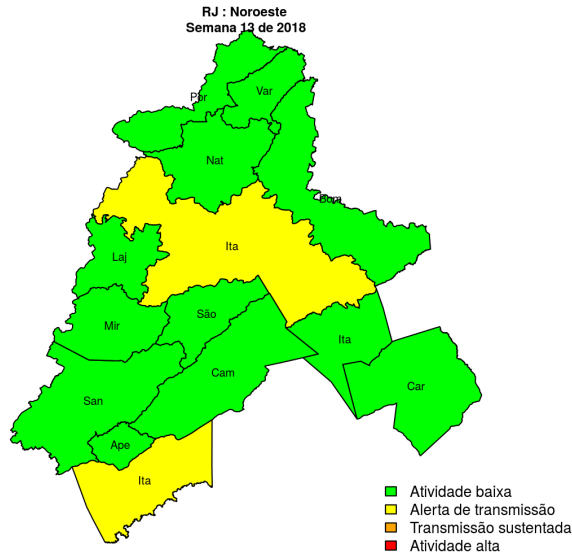 RJ : Noroeste
Semana 13 de 2018
Por
Var
Nat
Bom
Ita
Laj
São
Mir
Ita
Cam
Car
San
Ape
Ita
Atividade baixa
Alerta de transmissão
Transmissão sustentada
Atividade alta